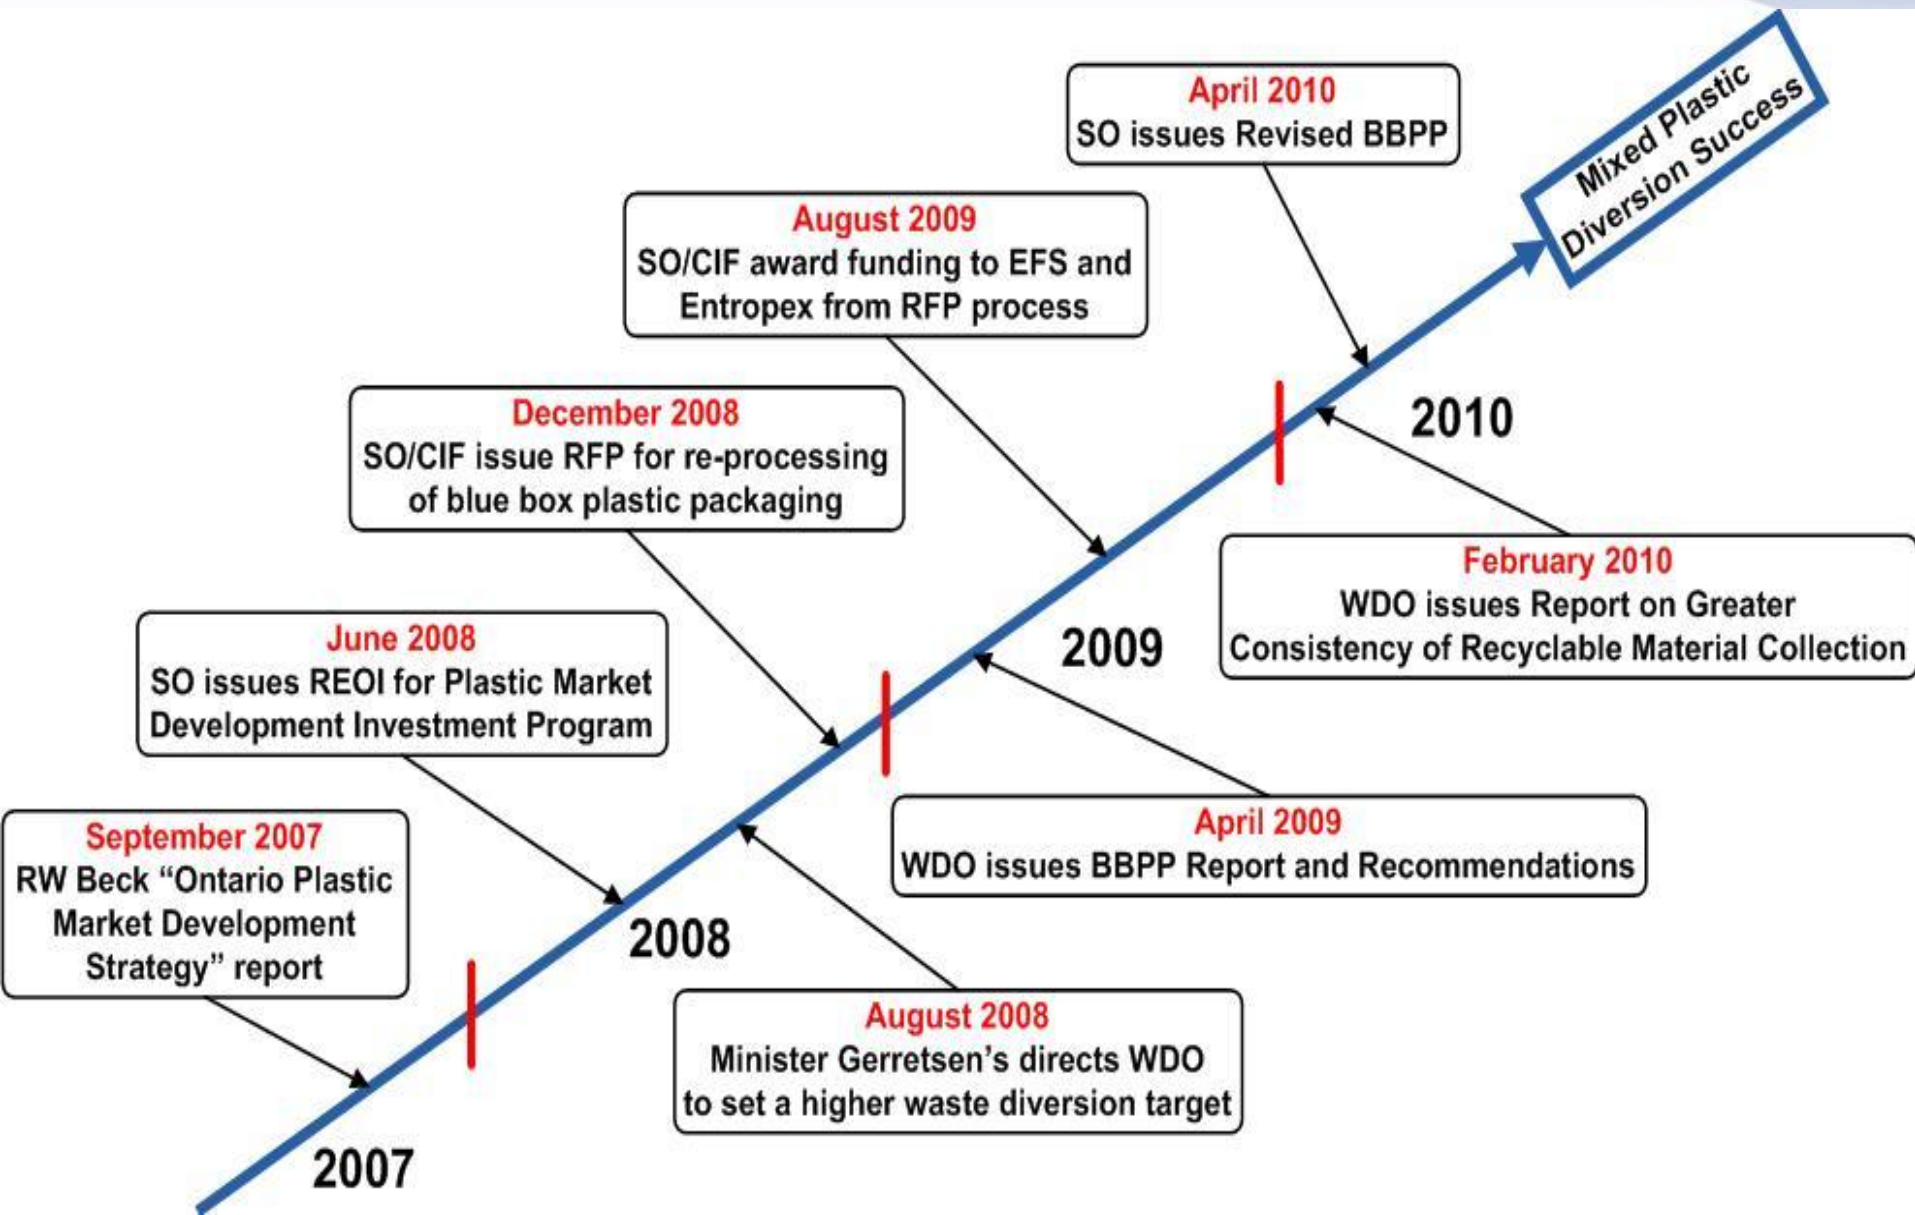 April 2010
SO issues Revised BBPP
Mixed Plastic
Diversion Success
August 2009
SO/CIF award funding to EFS and
Entropex from RFP process
December 2008
SO/CIF issue RFP for re-processing
of blue box plastic packaging
2010
February 2010
WDO issues Report on Greater
Consistency of Recyclable Material Collection
June 2008
SO issues REOI for Plastic Market
Development Investment Program
2009
April 2009
WDO issues BBPP Report and Recommendations
September 2007
RW Beck “Ontario Plastic
Market Development
Strategy” report
2008
August 2008
Minister Gerretsen’s directs WDO
to set a higher waste diversion target
2007